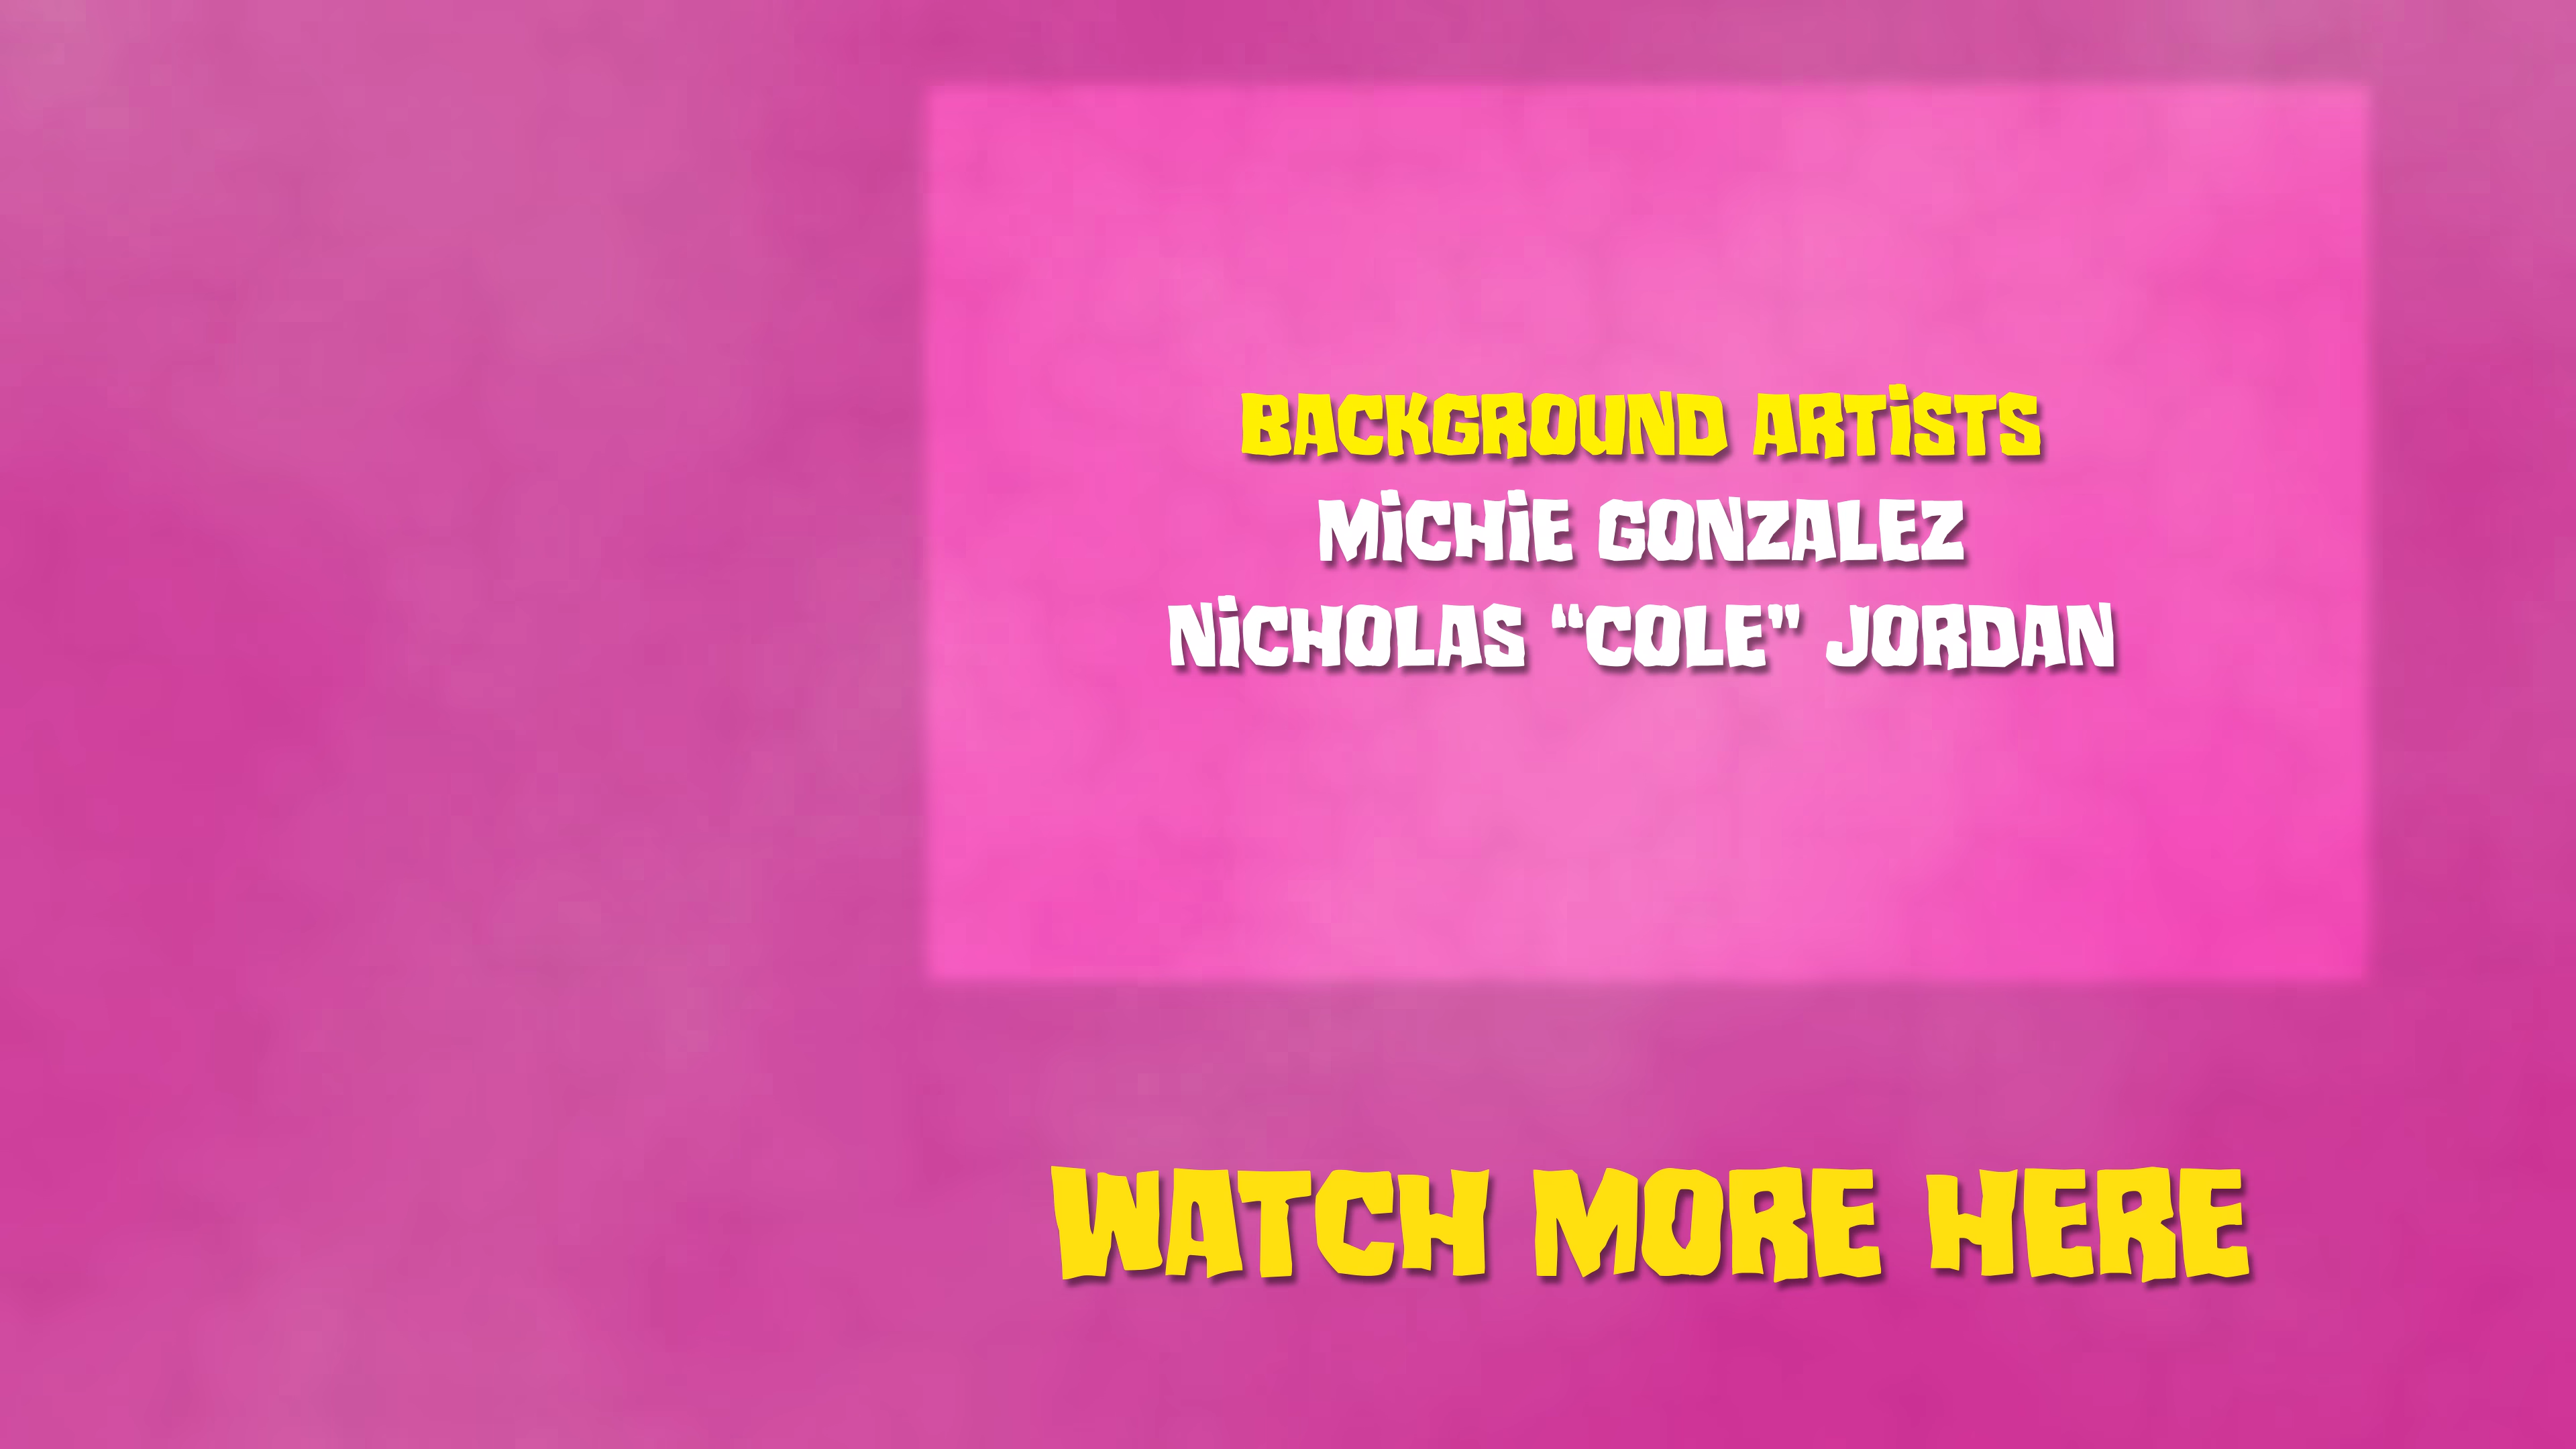 BACKGROUND ARTiSTS
MiCHiE GONZALEZ
NiCHOLAS “COLE” JORDAN
WATCH MORE HERE